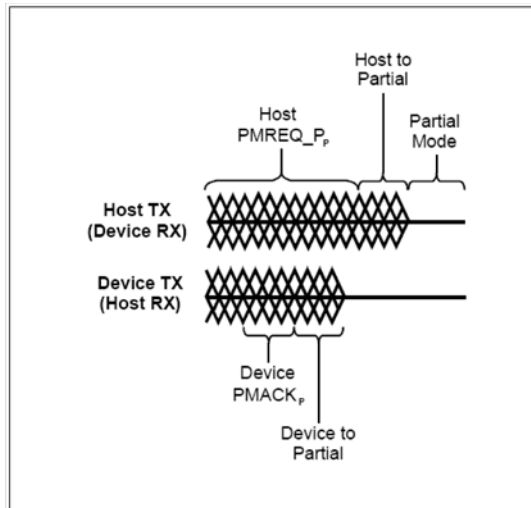 Host to
Partial
Host
PMREQ_Pₚ
Partial
Mode
Host TX
(Device RX)
Device TX
(Host RX)
Device
PMACKₚ
Device to
Partial